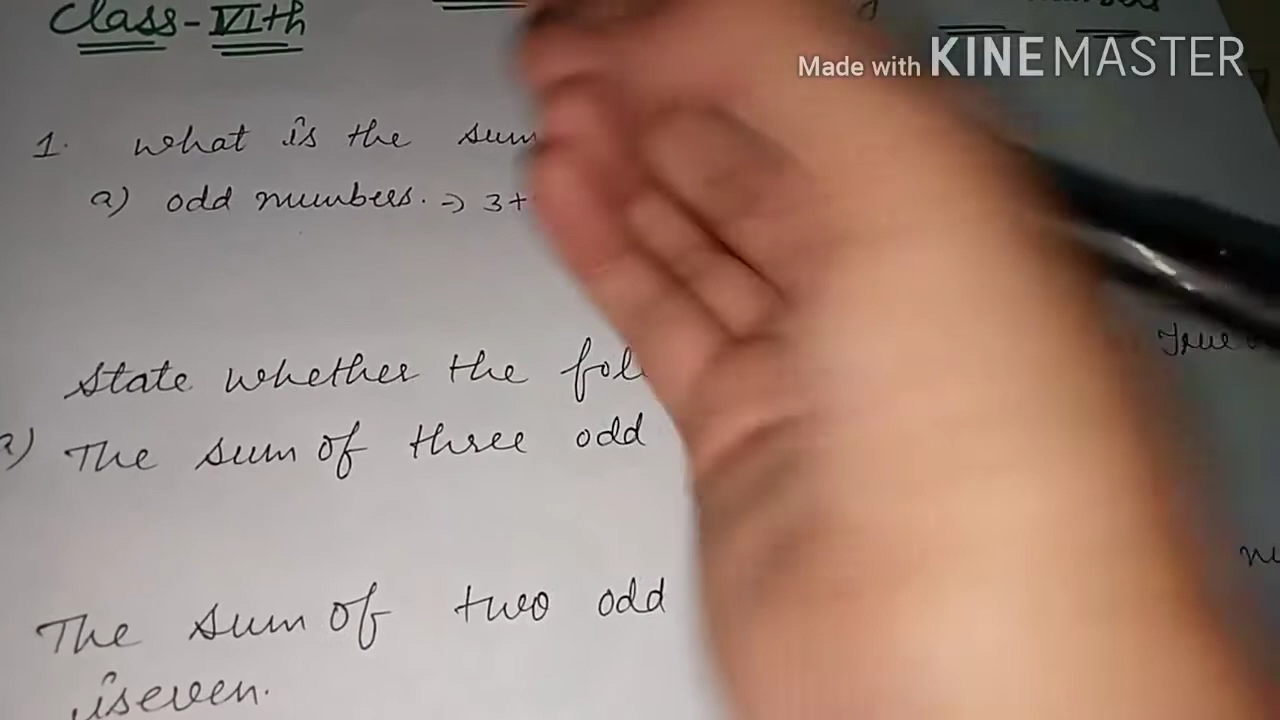 Class-VIth
Made with KINEMASTER
1. what is the sum
a) odd numbers. → 3+
True
state whether the
a) The sum of three odd
The sum of two odd
is even.